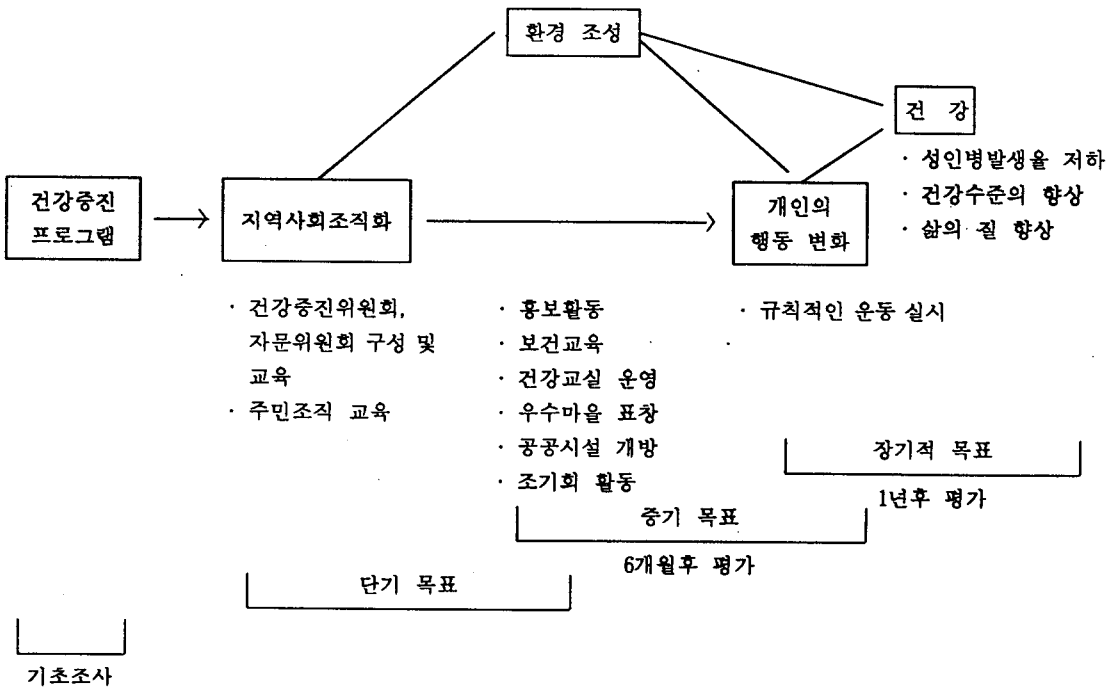 환경 조성
건 강
· 성인병발생율 저하
· 건강수준의 향상
· 삶의 질 향상
건강증진
프로그램
지역사회조직화
개인의
행동 변화
· 건강증진위원회,
자문위원회 구성 및
교육
· 주민조직 교육
· 홍보활동
· 보건교육
· 건강교실 운영
· 우수마을 표창
· 공공시설 개방
· 조기회 활동
· 규칙적인 운동 실시
장기적 목표
1년후 평가
중기 목표
6개월후 평가
단기 목표
기초조사